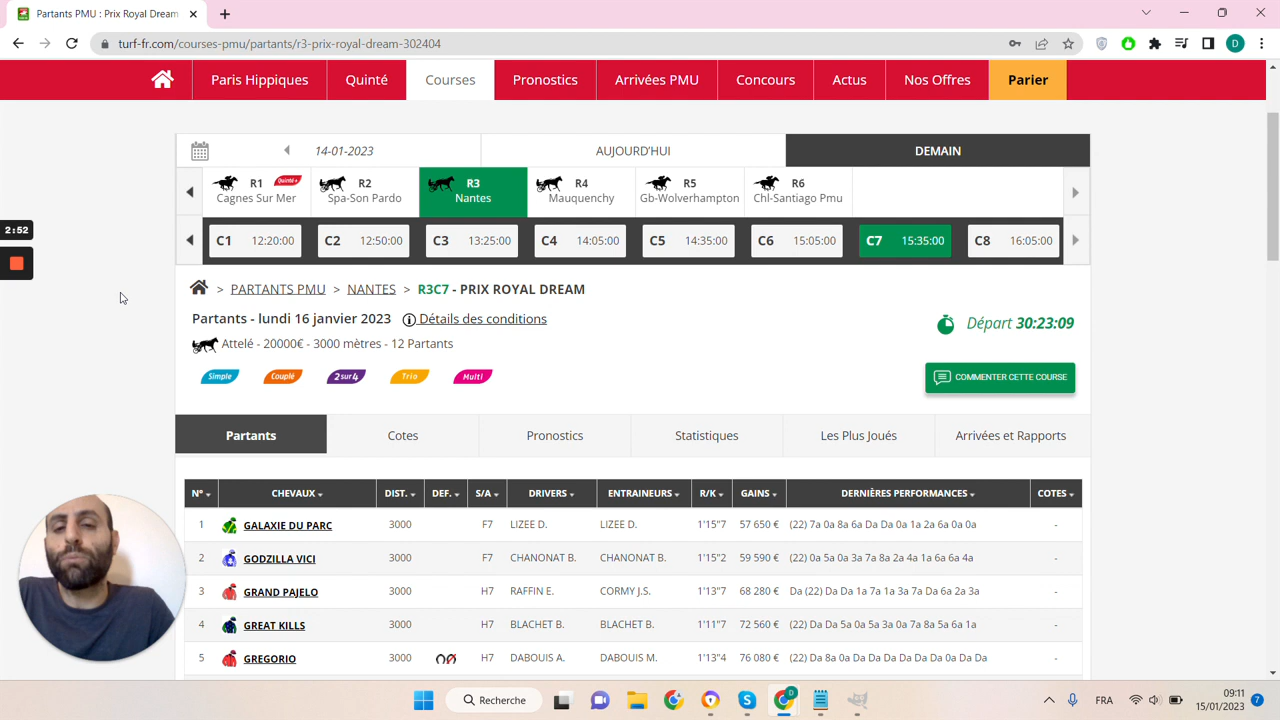 Partants PMU : Prix Royal Dream
turf-fr.com/courses-pmu/partants/r3-prix-royal-dream-302404
D
Paris Hippiques Quinté Courses Pronostics Arrivées PMU Concours Actus Nos Offres Parier
14-01-2023 AUJOURD'HUI DEMAIN
R1 Quinté+ R2 R3 R4 R5 R6
Cagnes Sur Mer Spa-Son Pardo Nantes Mauquenchy Gb-Wolverhampton Chl-Santiago Pmu
2:52
C1 12:20:00 C2 12:50:00 C3 13:25:00 C4 14:05:00 C5 14:35:00 C6 15:05:00 C7 15:35:00 C8 16:05:00
> PARTANTS PMU > NANTES > R3C7 - PRIX ROYAL DREAM
Partants - lundi 16 janvier 2023 Détails des conditions
Départ 30:23:09
Attelé - 20000€ - 3000 mètres - 12 Partants
Simple Couplé 2sur4 Trio Multi
COMMENTER CETTE COURSE
Partants Cotes Pronostics Statistiques Les Plus Joués Arrivées et Rapports
N° CHEVAUX DIST. DEF. S/A DRIVERS ENTRAINEURS R/K GAINS DERNIÈRES PERFORMANCES COTES
1 GALAXIE DU PARC 3000 F7 LIZEE D. LIZEE D. 1'15"7 57 650 € (22) 7a 0a 8a 6a Da Da 0a 1a 2a 6a 0a 0a -
2 GODZILLA VICI 3000 F7 CHANONAT B. CHANONAT B. 1'15"2 59 590 € (22) 0a 5a 0a 3a 7a 8a 2a 4a 1a 6a 6a 4a -
3 GRAND PAJELO 3000 H7 RAFFIN E. CORMY J.S. 1'13"7 68 280 € Da (22) Da Da 1a 7a 1a 3a 7a Da 6a 2a 3a -
4 GREAT KILLS 3000 H7 BLACHET B. BLACHET B. 1'11"7 72 560 € (22) Da Da 5a 0a 5a 3a 0a 7a 8a 5a 6a 1a -
5 GREGORIO 3000 H7 DABOUIS A. DABOUIS M. 1'13"4 76 080 € (22) Da 8a 0a Da Da Da Da Da Da 0a Da Da -
Recherche
FRA
09:11
15/01/2023
7